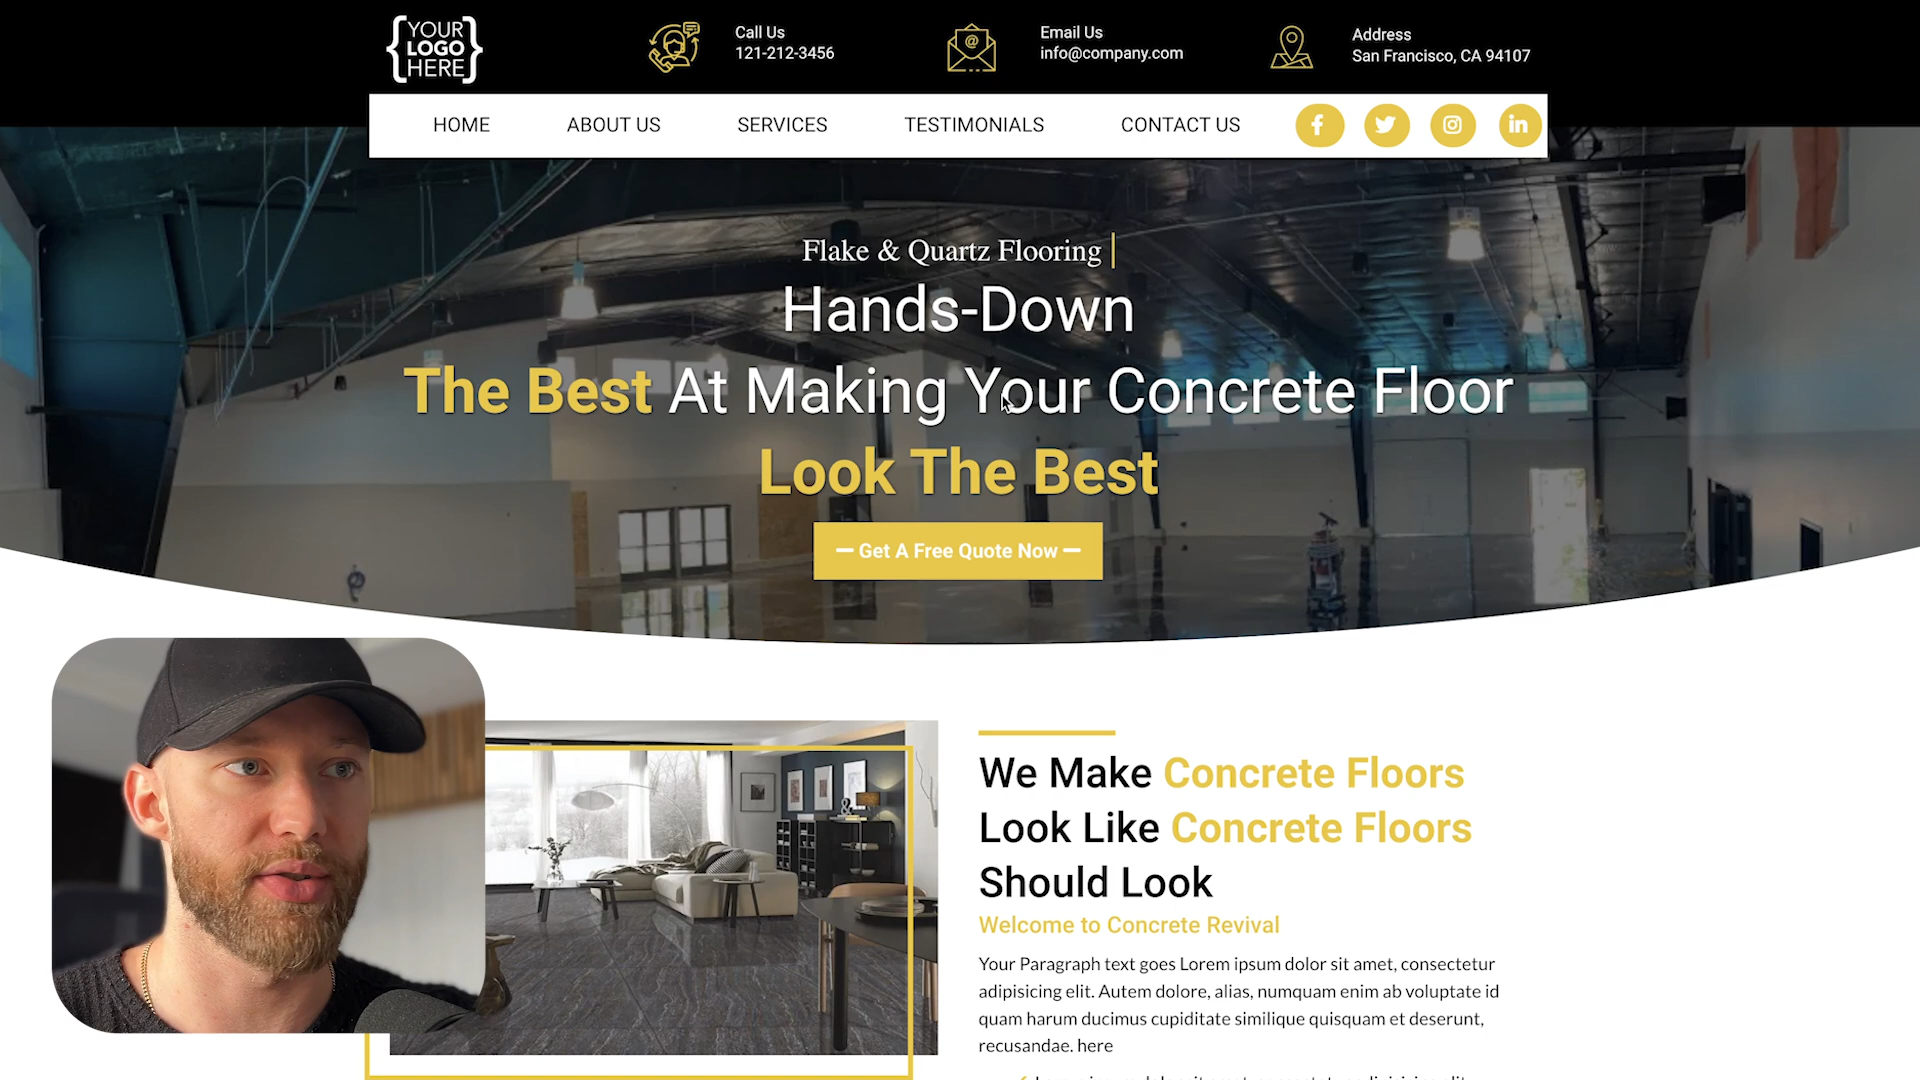 {YOUR
LOGO
HERE}
Call Us
121-212-3456
Email Us
info@company.com
Address
San Francisco, CA 94107
HOME
ABOUT US
SERVICES
TESTIMONIALS
CONTACT US
Flake & Quartz Flooring
Hands-Down
The Best At Making Your Concrete Floor
Look The Best
Get A Free Quote Now
We Make Concrete Floors
Look Like Concrete Floors
Should Look
Welcome to Concrete Revival
Your Paragraph text goes Lorem ipsum dolor sit amet, consectetur
adipisicing elit. Autem dolore, alias, numquam enim ab voluptate id
quam harum ducimus cupiditate similique quisquam et deserunt,
recusandae. here